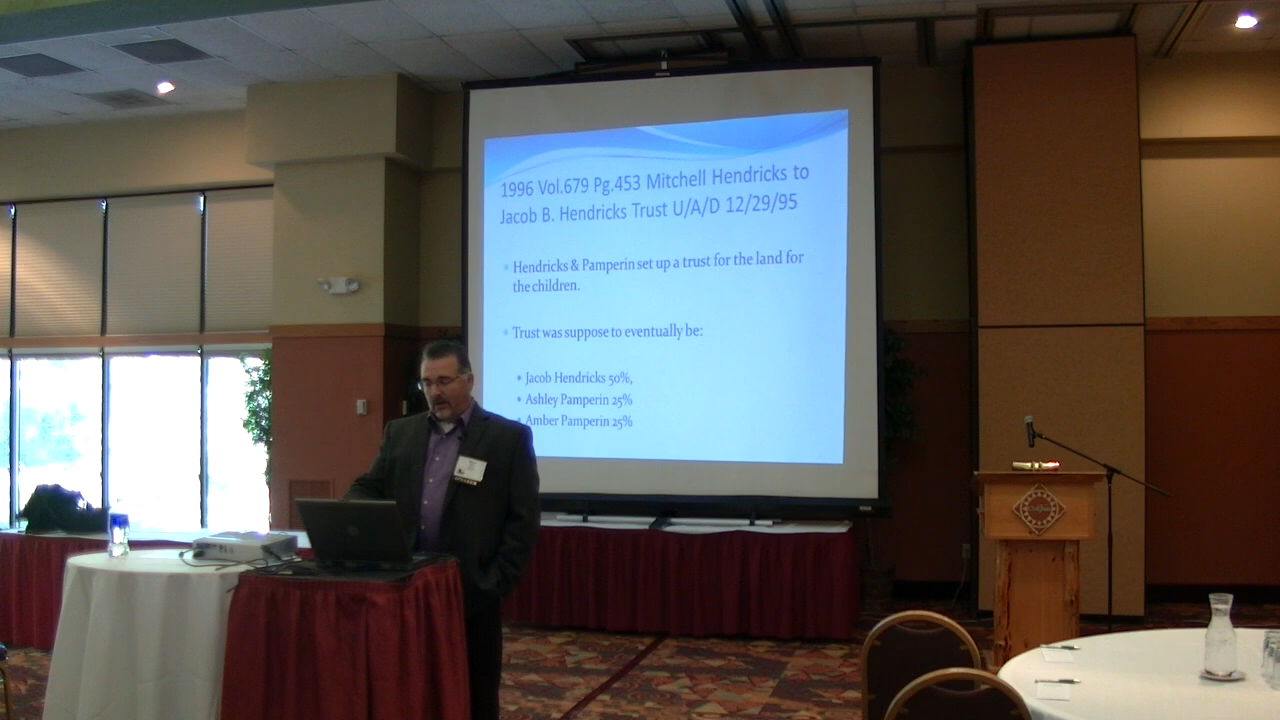 1996 Vol.679 Pg.453 Mitchell Hendricks to
Jacob B. Hendricks Trust U/A/D 12/29/95
Hendricks & Pamperin set up a trust for the land for
the children.
Trust was suppose to eventually be:
Jacob Hendricks 50%,
Ashley Pamperin 25%
Amber Pamperin 25%